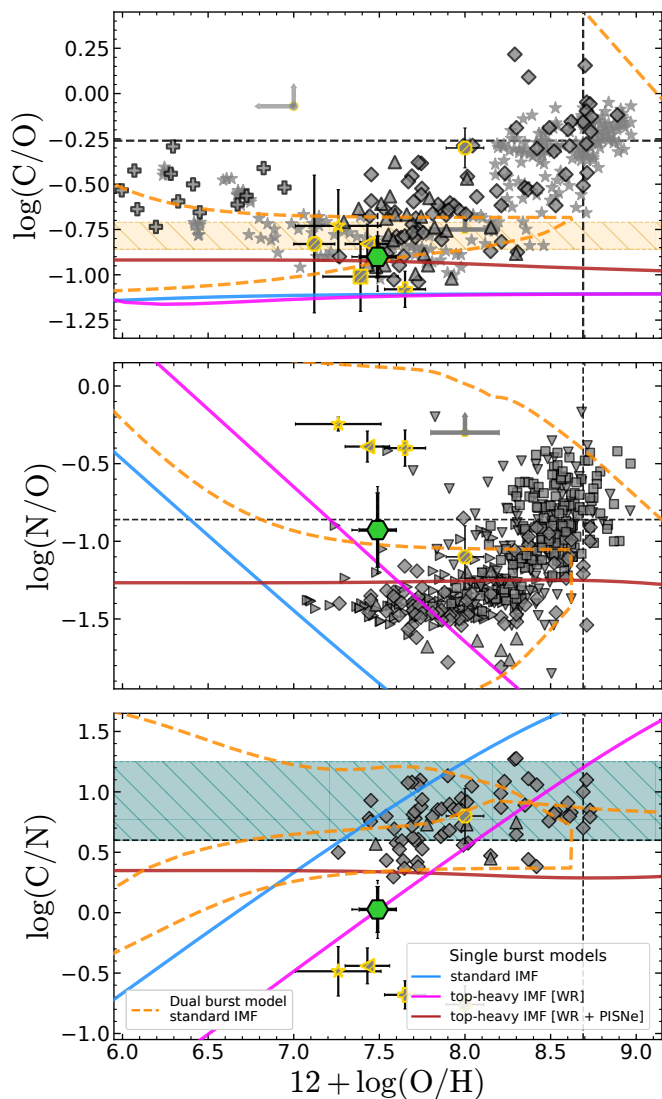 0.25
0.00
−0.25
−0.50
−0.75
−1.00
−1.25
log(C/O)
0.0
−0.5
−1.0
−1.5
log(N/O)
1.5
1.0
0.5
0.0
−0.5
−1.0
log(C/N)
Dual burst model
standard IMF
Single burst models
standard IMF
top-heavy IMF [WR]
top-heavy IMF [WR + PISNe]
6.0 6.5 7.0 7.5 8.0 8.5 9.0
12 + log(O/H)